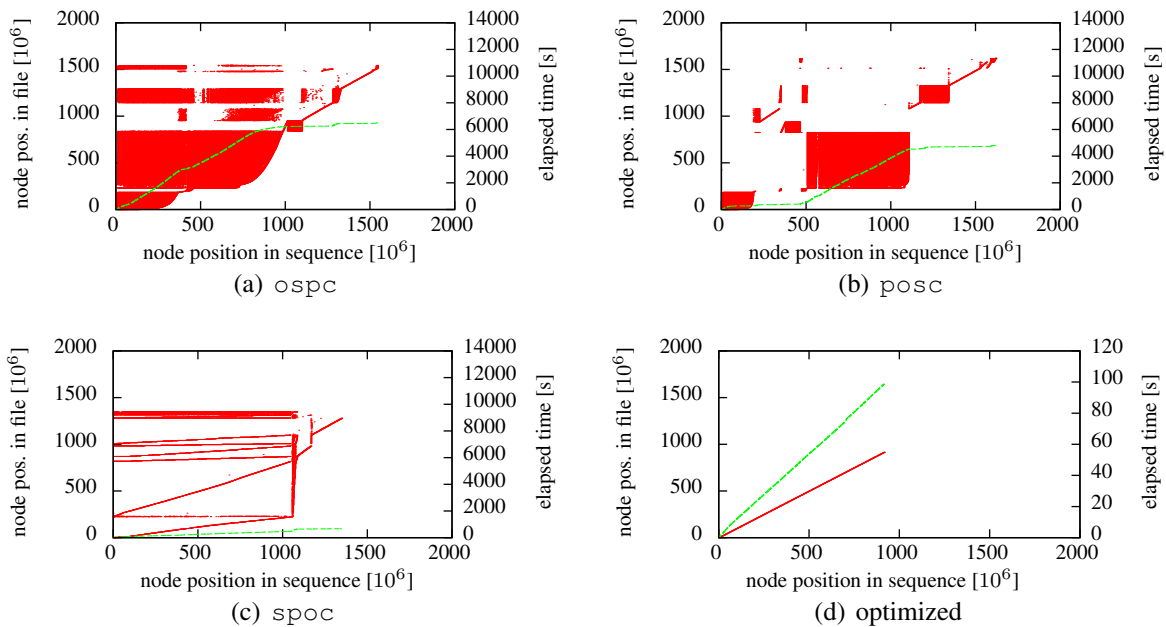 2000
1500
1000
500
0
14000
12000
10000
8000
6000
4000
2000
0
0 500 1000 1500 2000
node pos. in file [10^6]
elapsed time [s]
node position in sequence [10^6]
(a) ospc
2000
1500
1000
500
0
14000
12000
10000
8000
6000
4000
2000
0
0 500 1000 1500 2000
node pos. in file [10^6]
elapsed time [s]
node position in sequence [10^6]
(b) posc
2000
1500
1000
500
0
14000
12000
10000
8000
6000
4000
2000
0
0 500 1000 1500 2000
node pos. in file [10^6]
elapsed time [s]
node position in sequence [10^6]
(c) spoc
2000
1500
1000
500
0
120
100
80
60
40
20
0
0 500 1000 1500 2000
node pos. in file [10^6]
elapsed time [s]
node position in sequence [10^6]
(d) optimized